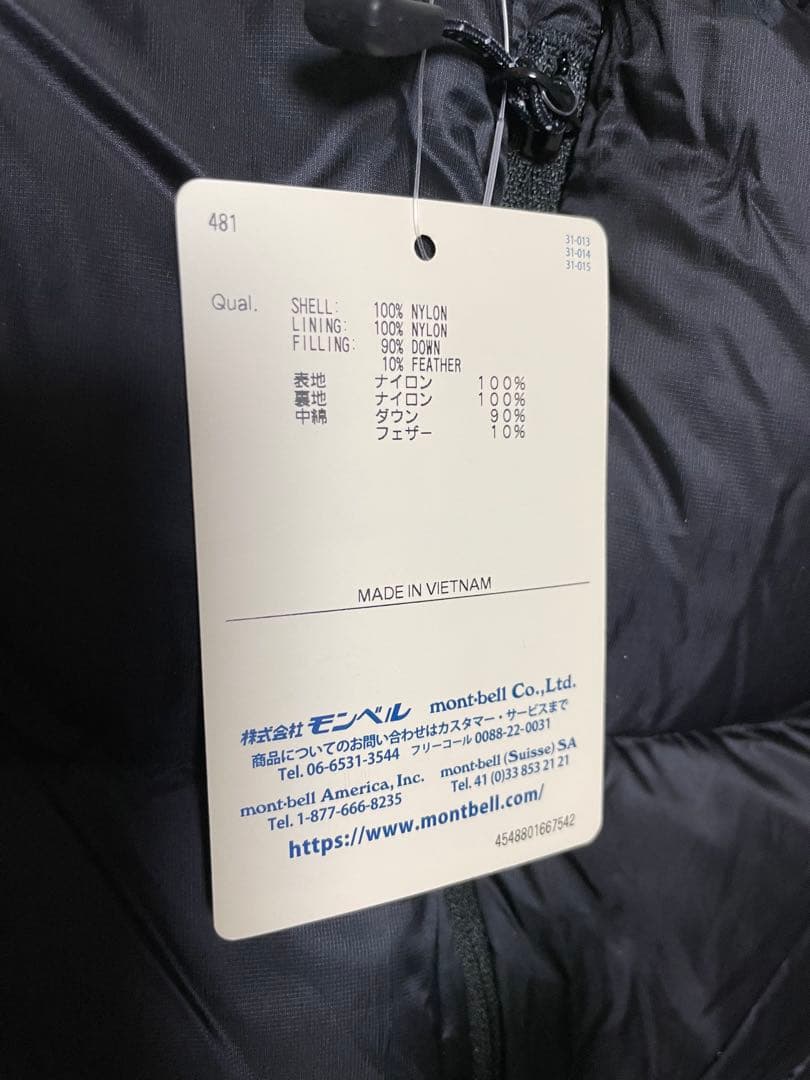 481
31-013
31-014
31-015
Qual. SHELL: 100% NYLON
LINING: 100% NYLON
FILLING: 90% DOWN
10% FEATHER
表地 ナイロン 100%
裏地 ナイロン 100%
中綿 ダウン 90%
フェザー 10%
MADE IN VIETNAM
株式会社 モンベル mont-bell Co.,Ltd.
商品についてのお問い合わせはカスタマー・サービスまで
Tel. 06-6531-3544 フリーコール 0088-22-0031
mont-bell America, Inc. mont-bell (Suisse) SA
Tel. 1-877-666-8235 Tel. 41 (0)33 853 21 21
https://www.montbell.com/
4548801667542